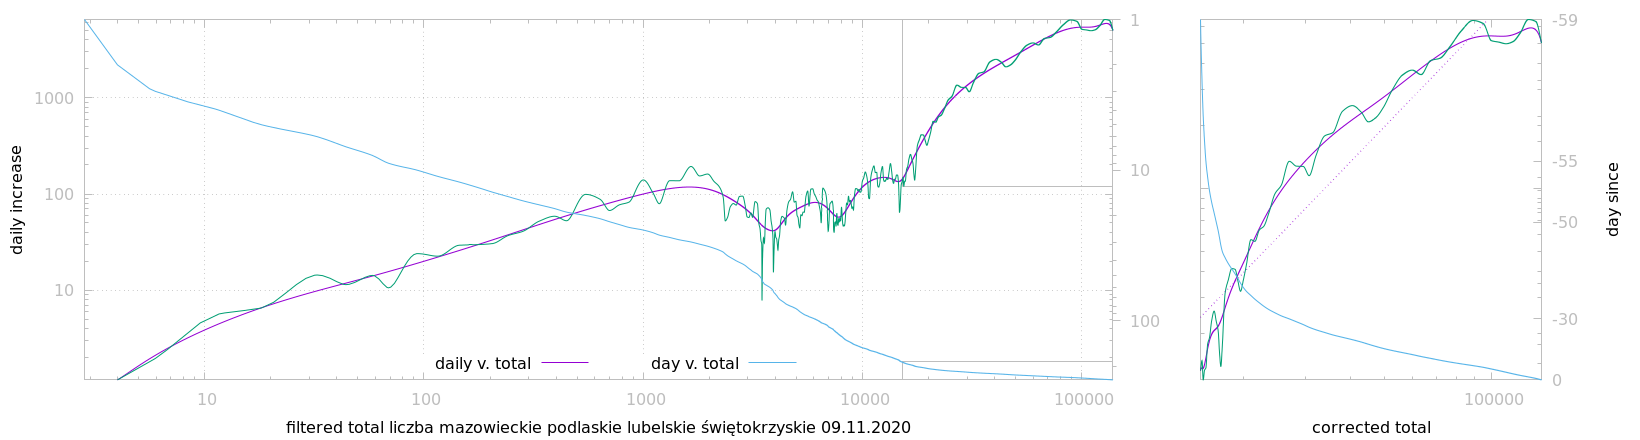 daily increase
1000
100
10
1
10
100
10
100
1000
10000
100000
daily v. total
day v. total
filtered total liczba mazowieckie podlaskie lubelskie świętokrzyskie 09.11.2020
-59
-55
-50
-30
0
day since
100000
corrected total